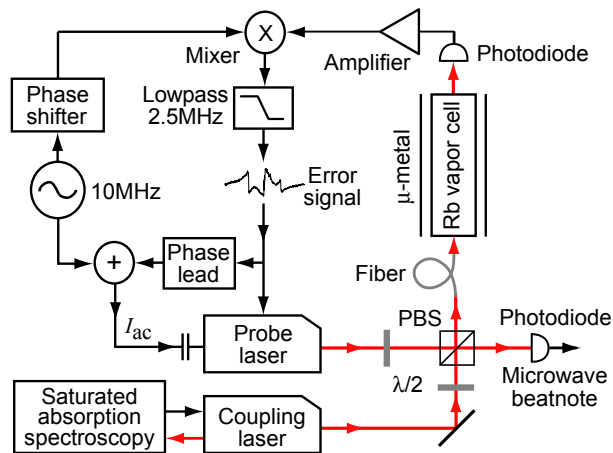 X
Mixer
Amplifier
Photodiode
Phase
shifter
Lowpass
2.5MHz
μ-metal
Rb vapor cell
10MHz
Error
signal
+
Phase
lead
Fiber
Iac
Probe
laser
PBS
Photodiode
λ/2
Microwave
beatnote
Saturated
absorption
spectroscopy
Coupling
laser